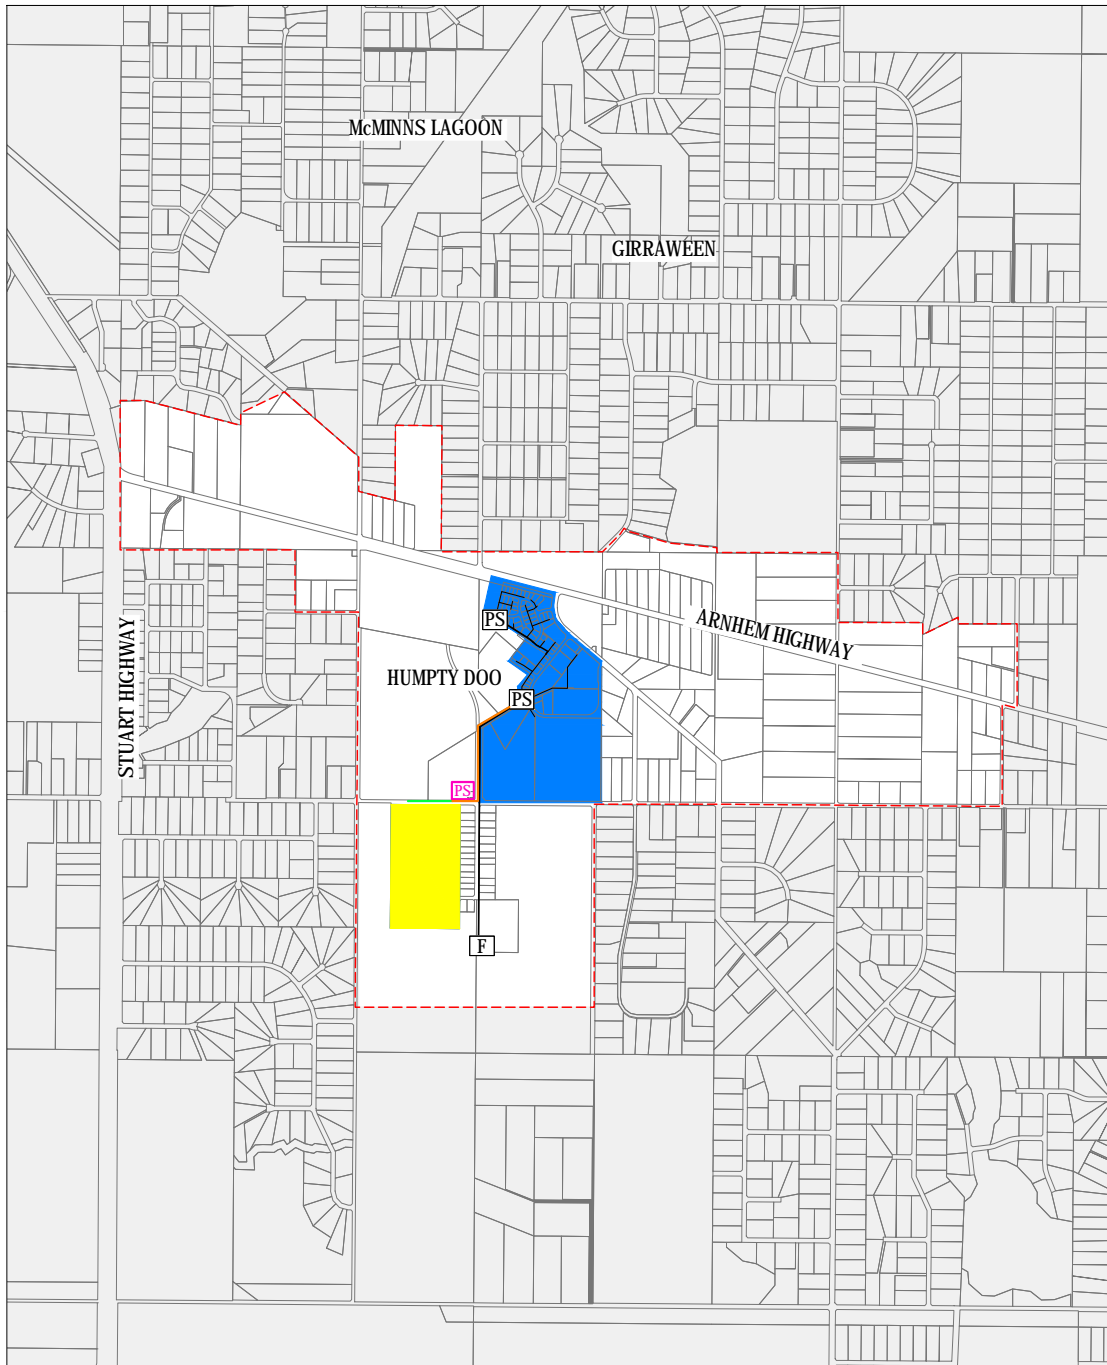 McMINNS LAGOON
GIRRAWEEN
ARNHEM HIGHWAY
STUART HIGHWAY
PS
HUMPTY DOO
PS
PS
F